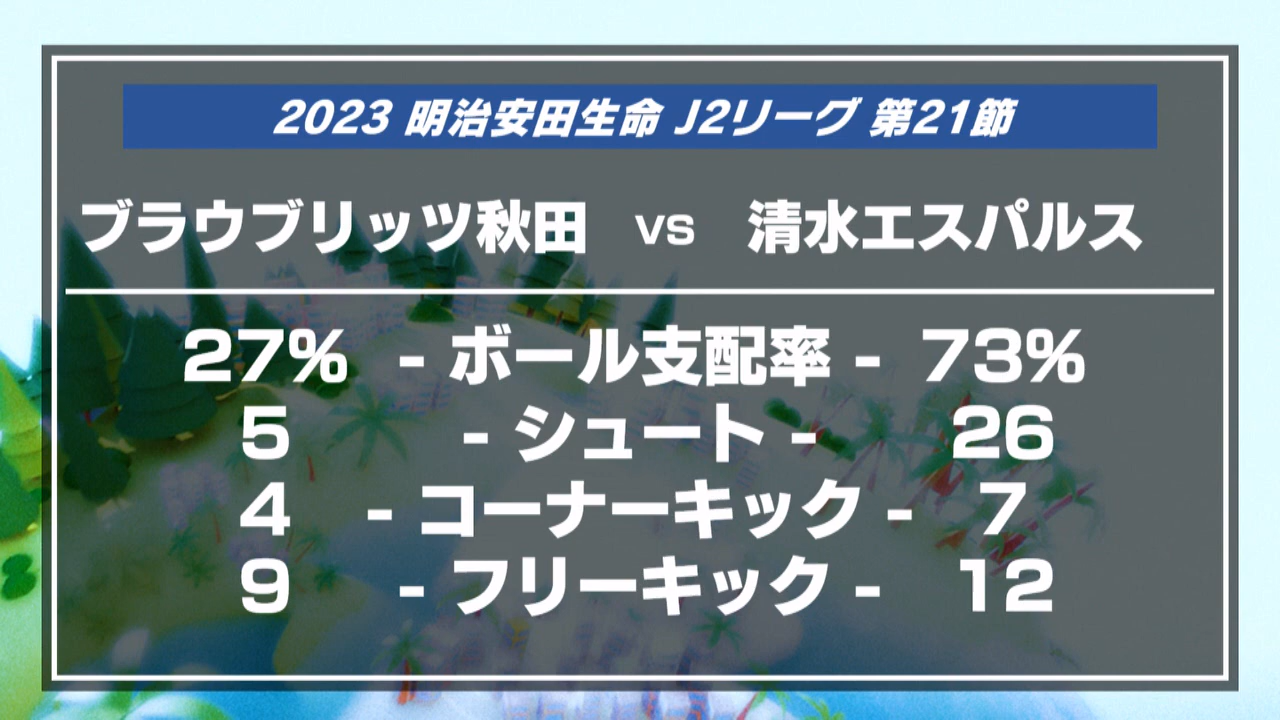 2023 明治安田生命 J2リーグ 第21節
ブラウブリッツ秋田 vs 清水エスパルス
27% - ボール支配率 - 73%
5 - シュート - 26
4 - コーナーキック - 7
9 - フリーキック - 12